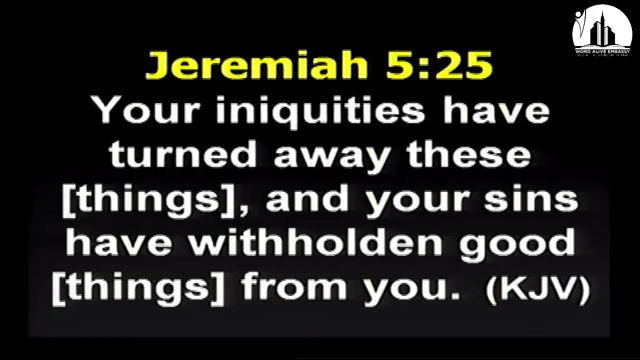 WORD ALIVE EMBASSY
Jeremiah 5:25
Your iniquities have
turned away these
[things], and your sins
have withholden good
[things] from you. (KJV)